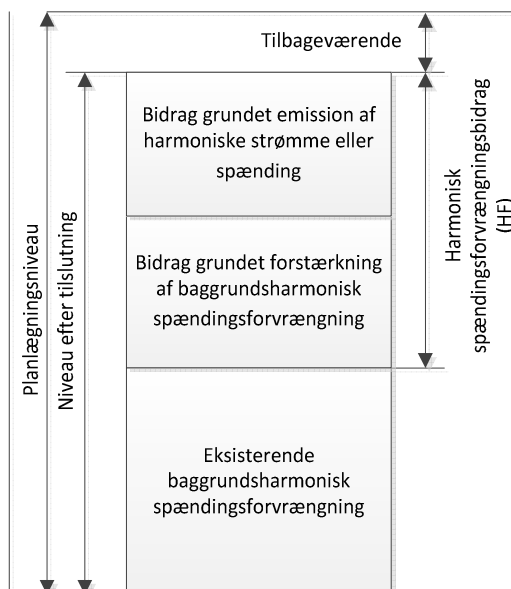 Tilbageværende
Bidrag grundet emission af
harmoniske strømme eller
spænding
Bidrag grundet forstærkning
af baggrundsharmonisk
spændingsforvrængning
Eksisterende
baggrundsharmonisk
spændingsforvrængning
Planlægningsniveau
Niveau efter tilslutning
Harmonisk
spændingsforvrængningsbidrag
(HF)